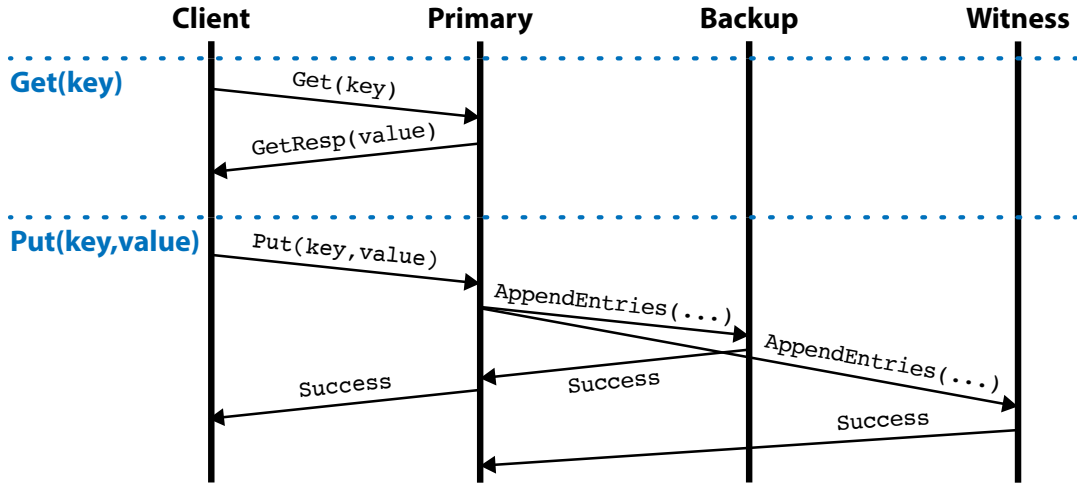 Client
Primary
Backup
Witness
Get(key)
Get(key)
GetResp(value)
Put(key,value)
Put(key,value)
AppendEntries(...)
AppendEntries(...)
Success
Success
Success